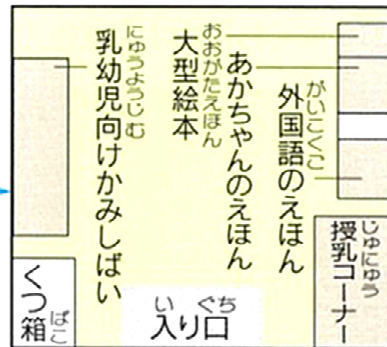 がいこくご
外国語のえほん
あかちゃんのえほん
おおがたえほん
大型絵本
にゅうようじむ
乳幼児向けかみしばい
じゅにゅう
授乳コーナー
いぐち
入り口
ばこ
くつ箱